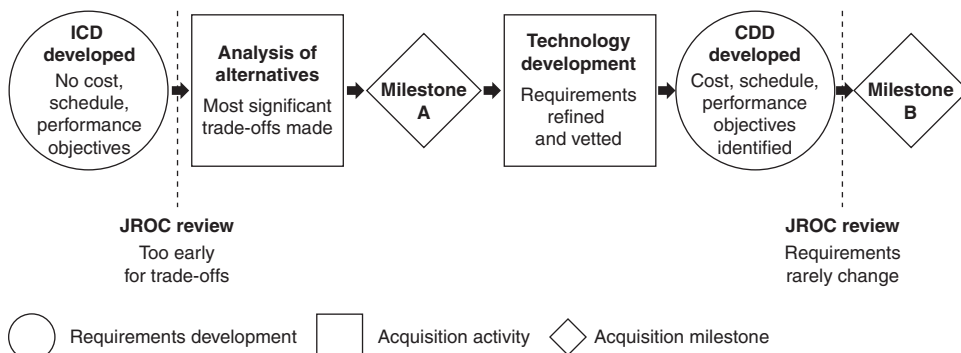 ICD
developed
No cost,
schedule,
performance
objectives
Analysis of
alternatives
Most significant
trade-offs made
Milestone
A
Technology
development
Requirements
refined
and vetted
CDD
developed
Cost, schedule,
performance
objectives
identified
Milestone
B
JROC review
Too early
for trade-offs
JROC review
Requirements
rarely change
Requirements development
Acquisition activity
Acquisition milestone